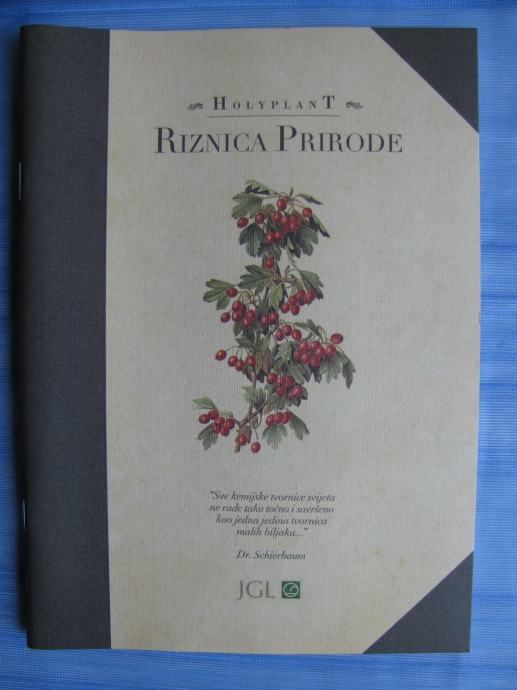 HOLYPLANT
RIZNICA PRIRODE
"Sve kemijske tvornice svijeta
ne rade tako točno i savršeno
kao jedna jedina tvornica
malih biljaka..."
Dr. Schierbaum
JGL